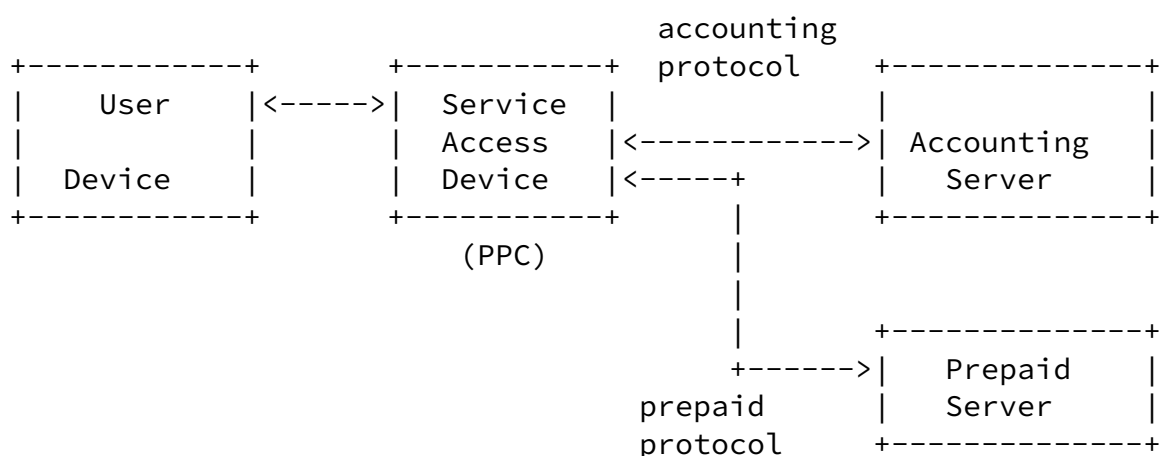 accounting
protocol
User
Service
Access
Accounting
Device
Device
Server
(PPC)
Prepaid
prepaid
Server
protocol